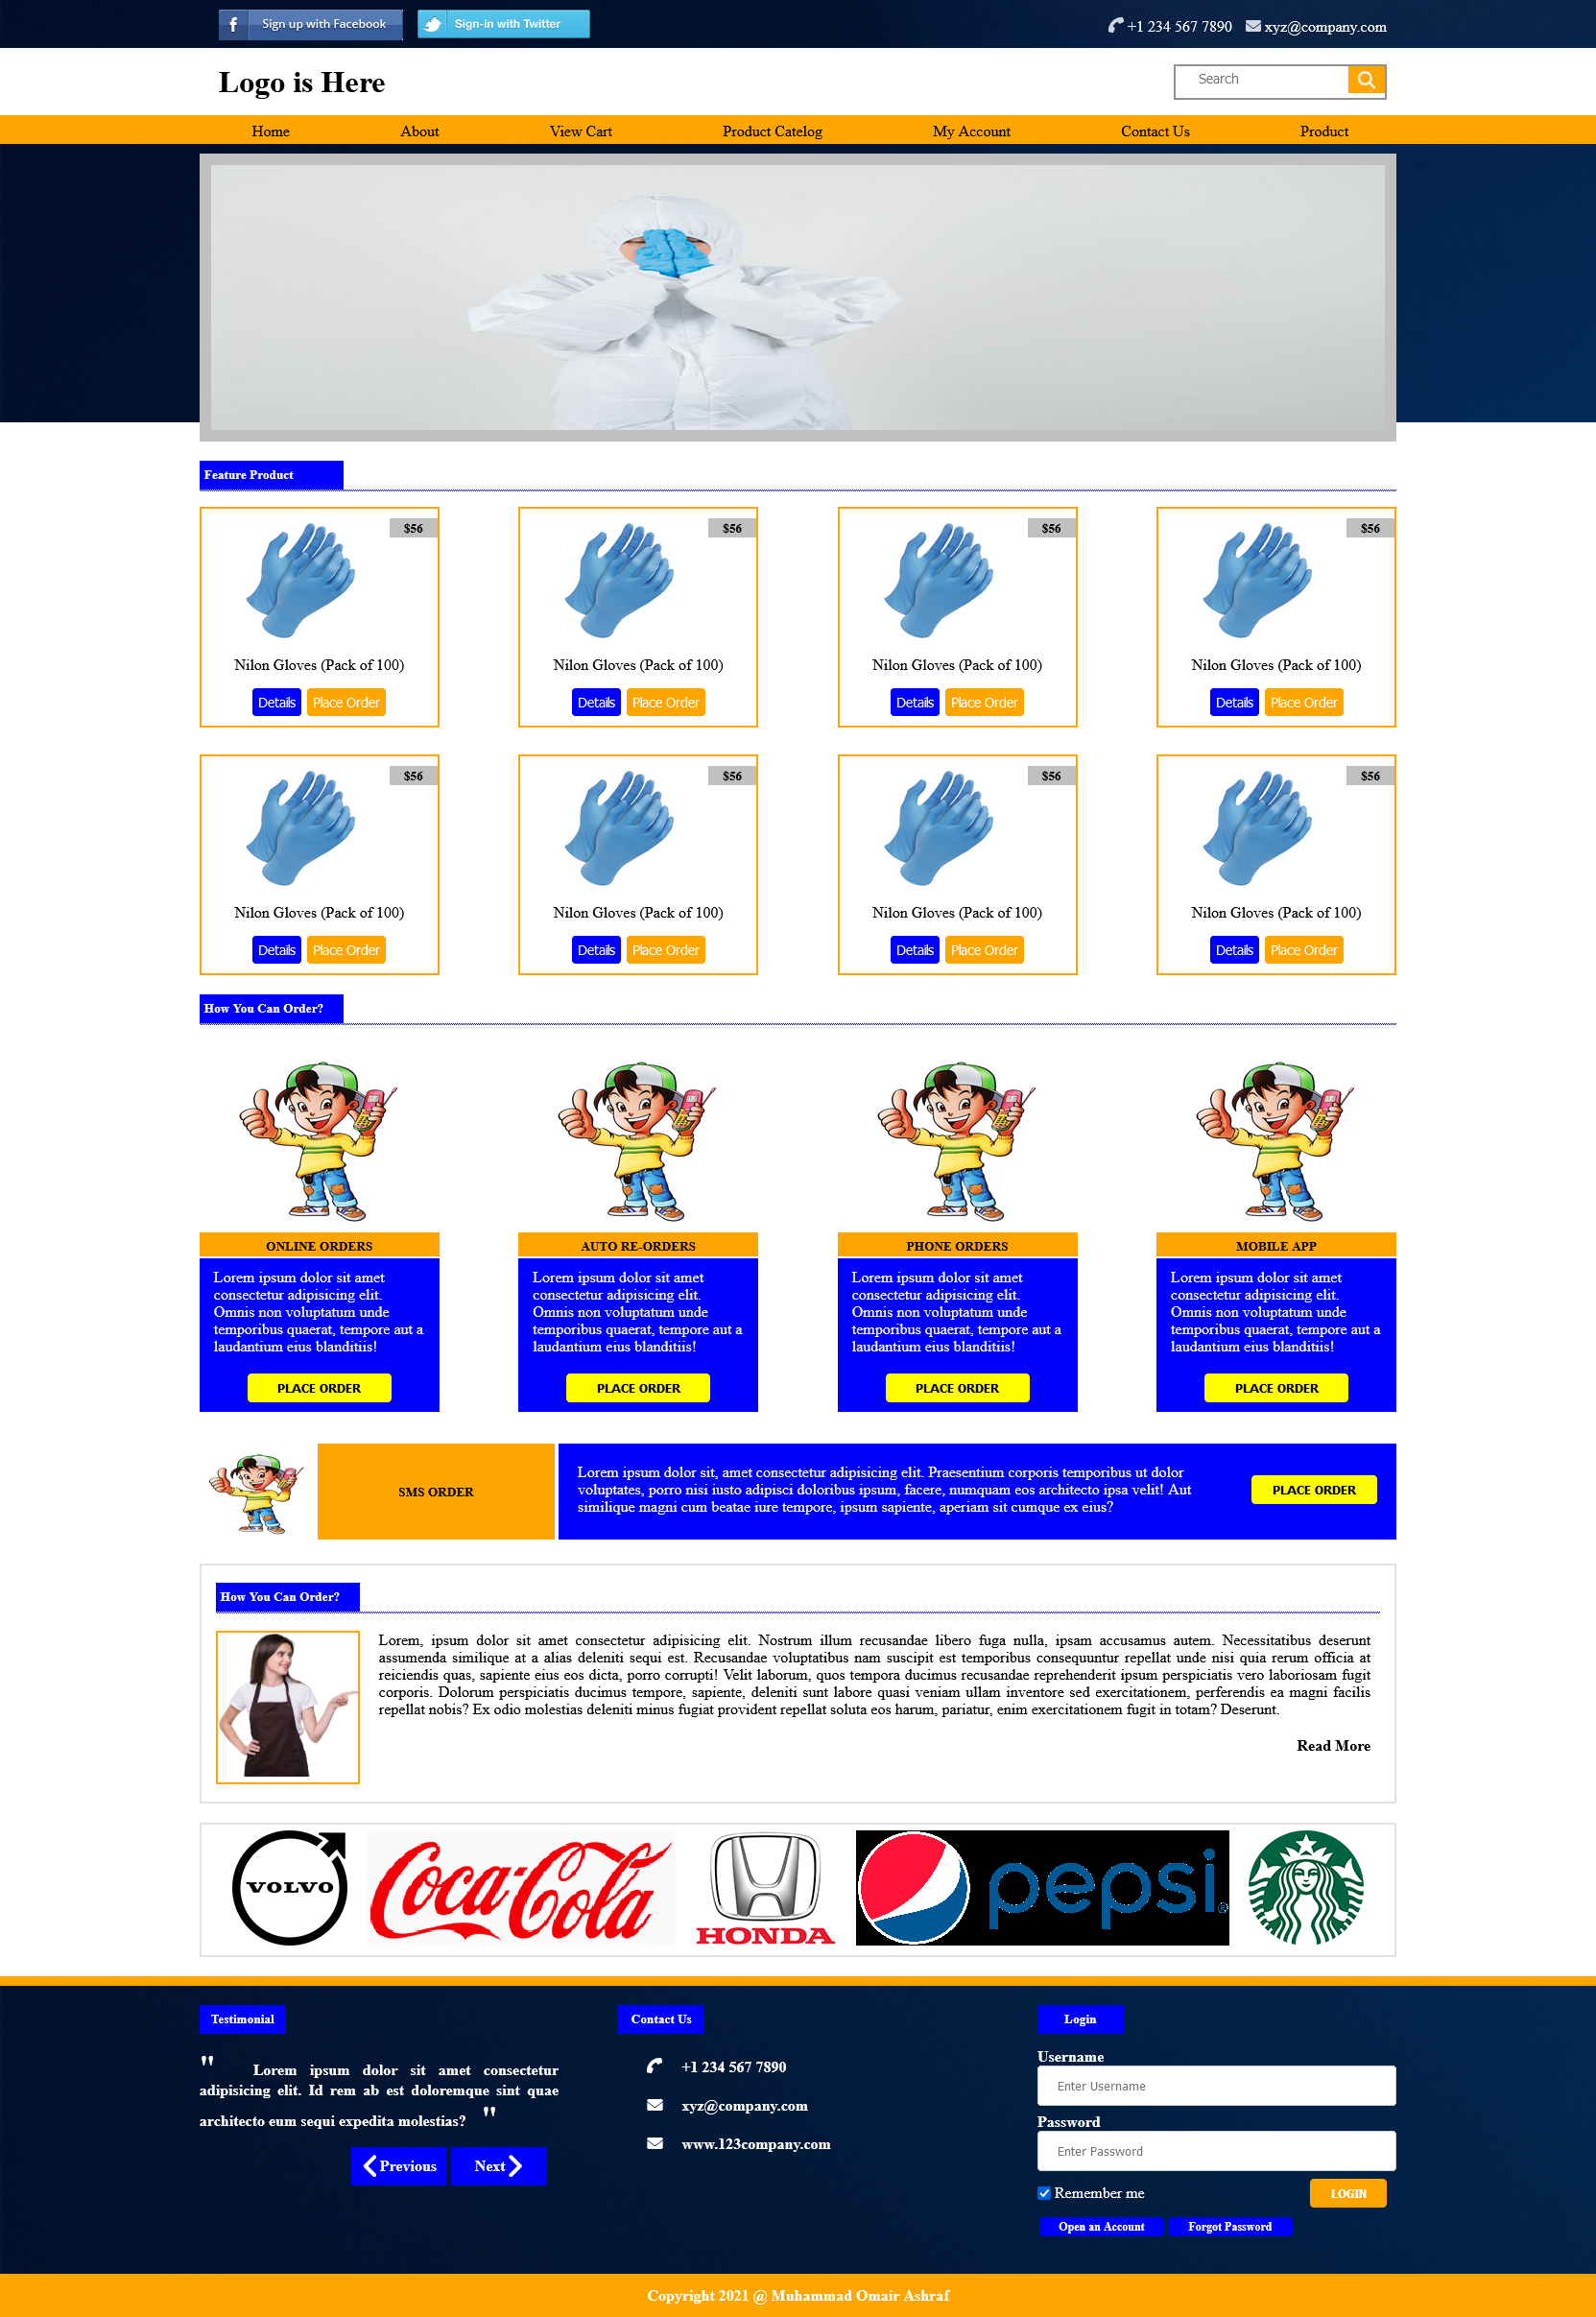 f Sign up with Facebook
Sign-in with Twitter
+1 234 567 7890 xyz@company.com
Logo is Here
Search
Home About View Cart Product Catelog My Account Contact Us Product
Feature Product
$56 $56 $56 $56
Nilon Gloves (Pack of 100) Nilon Gloves (Pack of 100) Nilon Gloves (Pack of 100) Nilon Gloves (Pack of 100)
Details Place Order Details Place Order Details Place Order Details Place Order
$56 $56 $56 $56
Nilon Gloves (Pack of 100) Nilon Gloves (Pack of 100) Nilon Gloves (Pack of 100) Nilon Gloves (Pack of 100)
Details Place Order Details Place Order Details Place Order Details Place Order
How You Can Order?
ONLINE ORDERS
Lorem ipsum dolor sit amet
consectetur adipisicing elit.
Omnis non voluptatum unde
temporibus quaerat, tempore aut a
laudantium eius blanditiis!
PLACE ORDER
AUTO RE-ORDERS
Lorem ipsum dolor sit amet
consectetur adipisicing elit.
Omnis non voluptatum unde
temporibus quaerat, tempore aut a
laudantium eius blanditiis!
PLACE ORDER
PHONE ORDERS
Lorem ipsum dolor sit amet
consectetur adipisicing elit.
Omnis non voluptatum unde
temporibus quaerat, tempore aut a
laudantium eius blanditiis!
PLACE ORDER
MOBILE APP
Lorem ipsum dolor sit amet
consectetur adipisicing elit.
Omnis non voluptatum unde
temporibus quaerat, tempore aut a
laudantium eius blanditiis!
PLACE ORDER
SMS ORDER
Lorem ipsum dolor sit, amet consectetur adipisicing elit. Praesentium corporis temporibus ut dolor
voluptates, porro nisi iusto adipisci doloribus ipsum, facere, numquam eos architecto ipsa velit! Aut
similique magni cum beatae iure tempore, ipsum sapiente, aperiam sit cumque ex eius?
PLACE ORDER
How You Can Order?
Lorem, ipsum dolor sit amet consectetur adipisicing elit. Nostrum illum recusandae libero fuga nulla, ipsam accusamus autem. Necessitatibus deserunt
assumenda similique at a alias deleniti sequi est. Recusandae voluptatibus nam suscipit est temporibus consequuntur repellat unde nisi quia rerum officia at
reiciendis quas, sapiente eius eos dicta, porro corrupti! Velit laborum, quos tempora ducimus recusandae reprehenderit ipsum perspiciatis vero laboriosam fugit
corporis. Dolorum perspiciatis ducimus tempore, sapiente, deleniti sunt labore quasi veniam ullam inventore sed exercitationem, perferendis ea magni facilis
repellat nobis? Ex odio molestias deleniti minus fugiat provident repellat soluta eos harum, pariatur, enim exercitationem fugit in totam? Deserunt.
Read More
VOLVO
Coca-Cola
HONDA
pepsi®
Testimonial
" Lorem ipsum dolor sit amet consectetur
adipisicing elit. Id rem ab est doloremque sint quae
architecto eum sequi expedita molestias? "
Previous Next
Contact Us
+1 234 567 7890
xyz@company.com
www.123company.com
Login
Username
Enter Username
Password
Enter Password
Remember me LOGIN
Open an Account Forgot Password
Copyright 2021 @ Muhammad Omair Ashraf